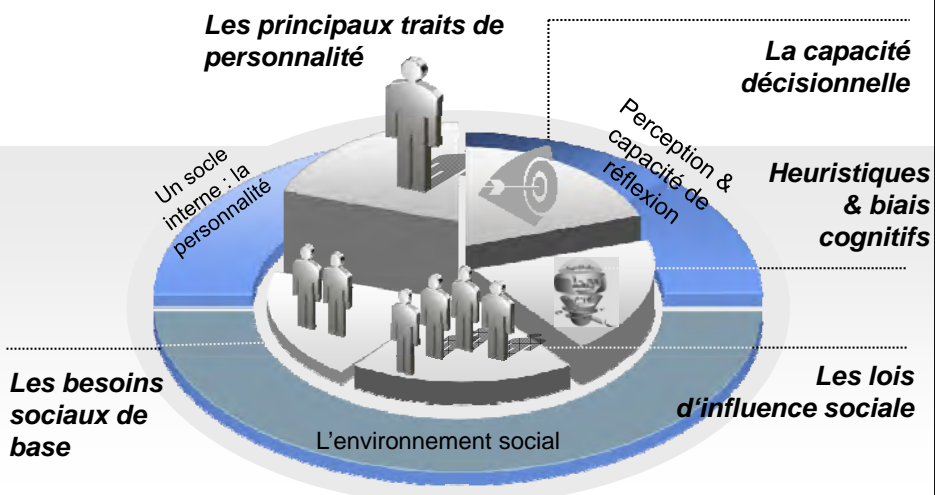 Les principaux traits de
personnalité
La capacité
décisionnelle
Un socle
interne : la
personnalité
Perception &
capacité de
réflexion
Heuristiques
& biais
cognitifs
Les besoins
sociaux de
base
Les lois
d‘influence sociale
L’environnement social